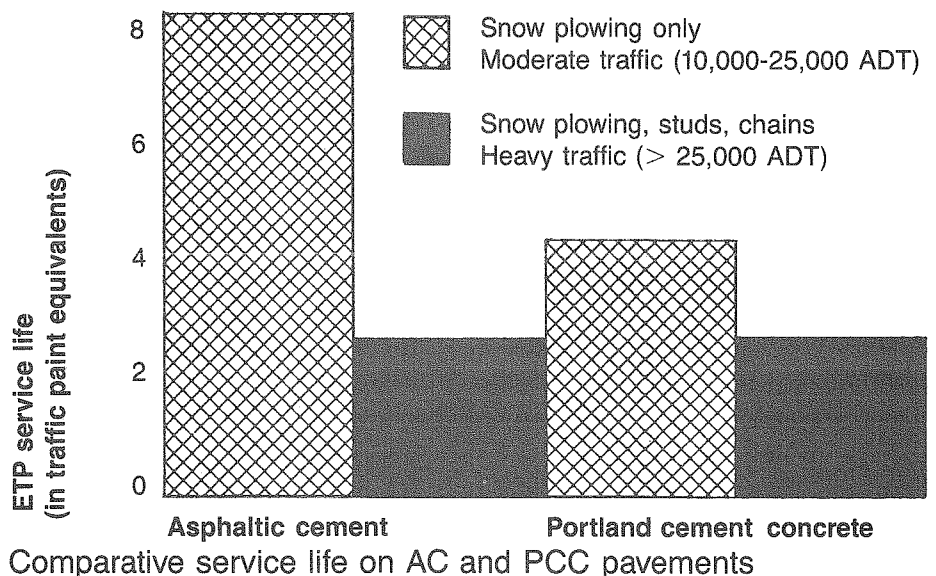 8
6
4
2
0
ETP service life
(in traffic paint equivalents)
Snow plowing only
Moderate traffic (10,000-25,000 ADT)
Snow plowing, studs, chains
Heavy traffic (> 25,000 ADT)
Asphaltic cement
Portland cement concrete
Comparative service life on AC and PCC pavements